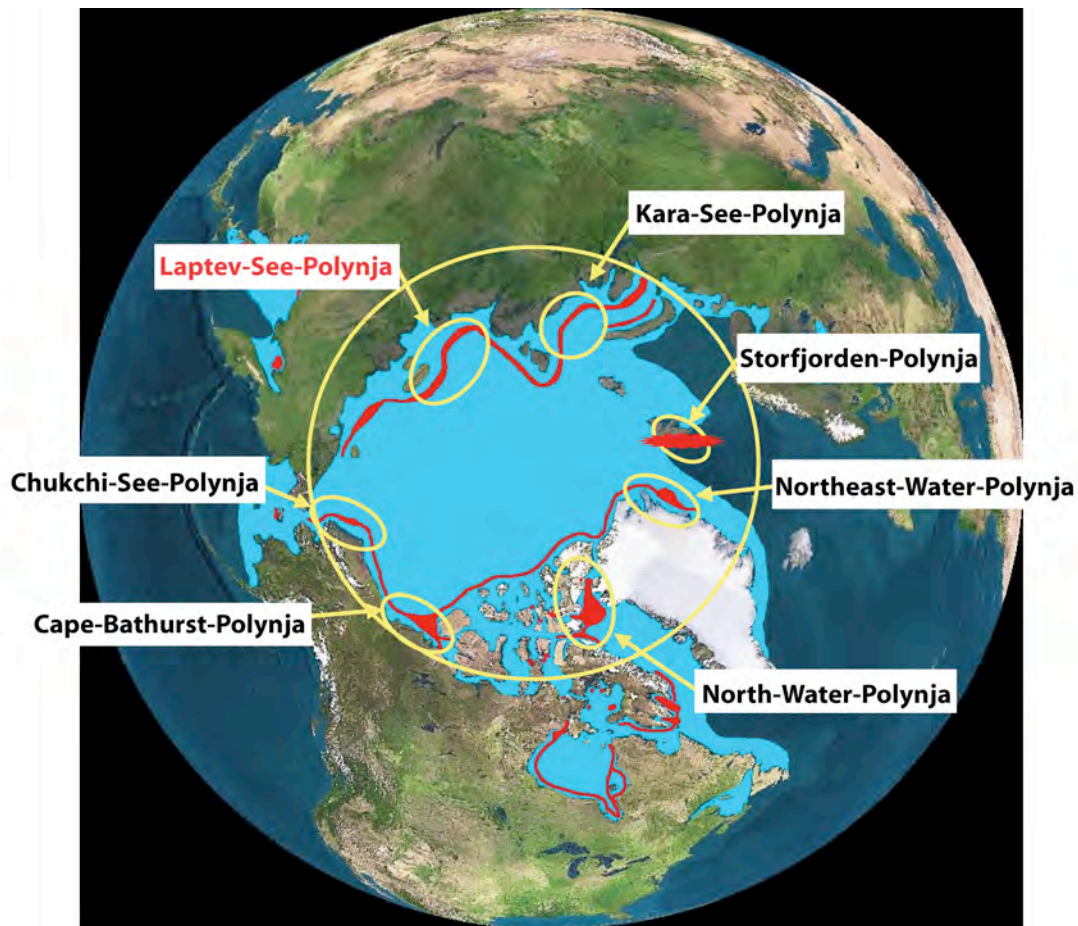 Kara-See-Polynja
Laptev-See-Polynja
Storfjorden-Polynja
Chukchi-See-Polynja
Northeast-Water-Polynja
Cape-Bathurst-Polynja
North-Water-Polynja